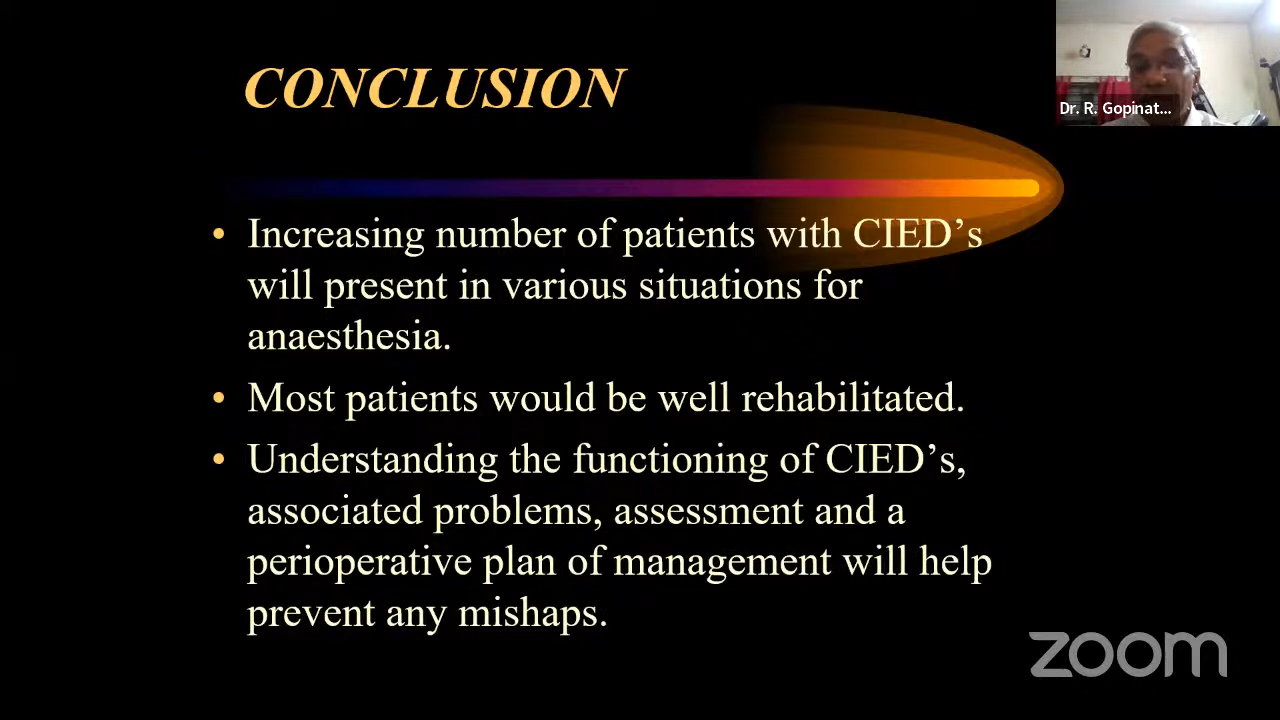 CONCLUSION
Dr. R. Gopinat...
• Increasing number of patients with CIED’s
will present in various situations for
anaesthesia.
• Most patients would be well rehabilitated.
• Understanding the functioning of CIED’s,
associated problems, assessment and a
perioperative plan of management will help
prevent any mishaps.
zoom